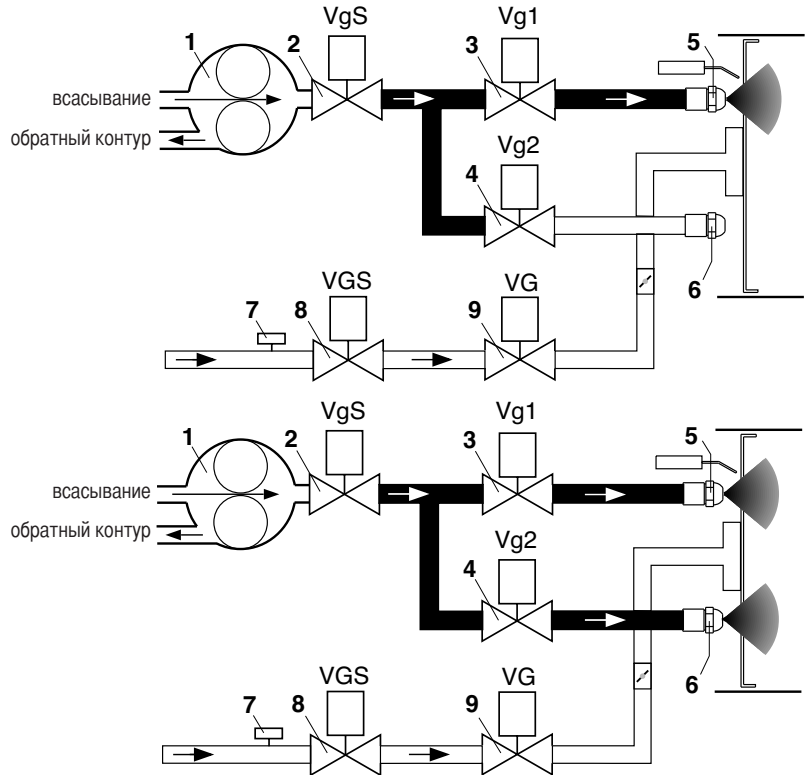 VgS Vg1
1 2 3 5
всасывание
обратный контур
Vg2
4
6
VGS VG
7 8 9
VgS Vg1
1 2 3 5
всасывание
обратный контур
Vg2
4
6
VGS VG
7 8 9